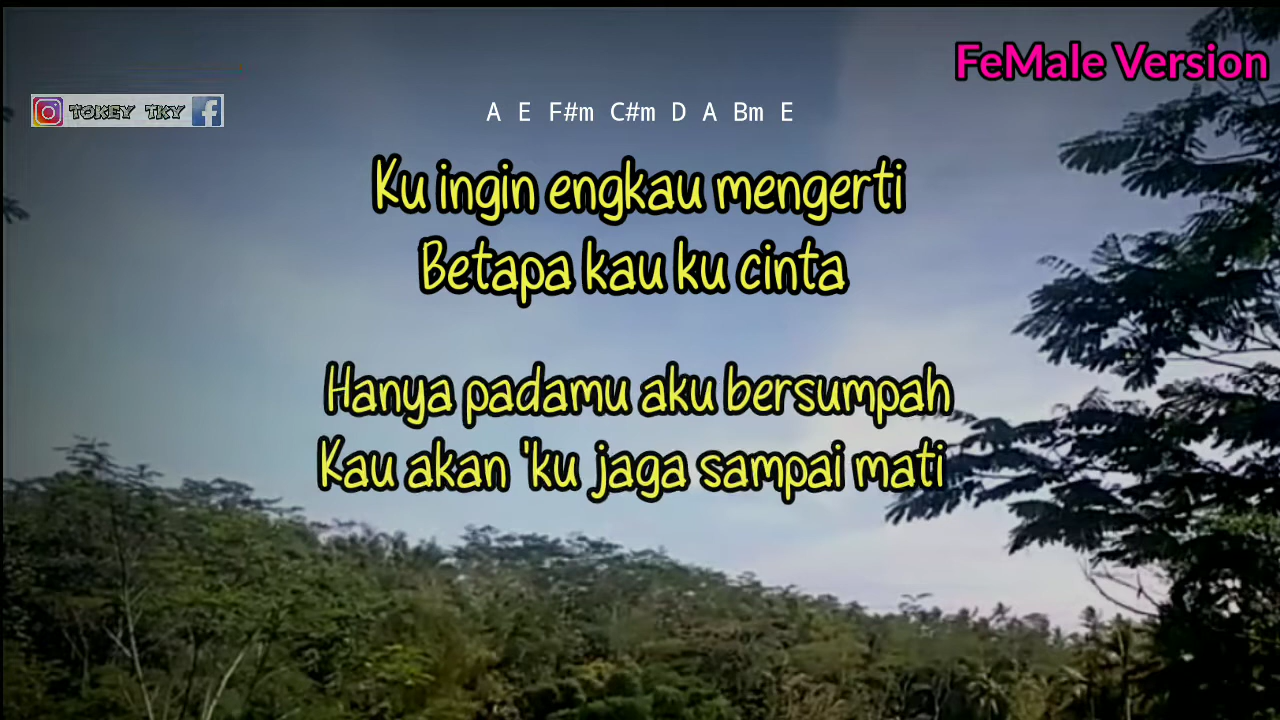 FeMale Version
TOKEY TKY
A E F#m C#m D A Bm E
Ku ingin engkau mengerti
Betapa kau ku cinta
Hanya padamu aku bersumpah
Kau akan 'ku jaga sampai mati